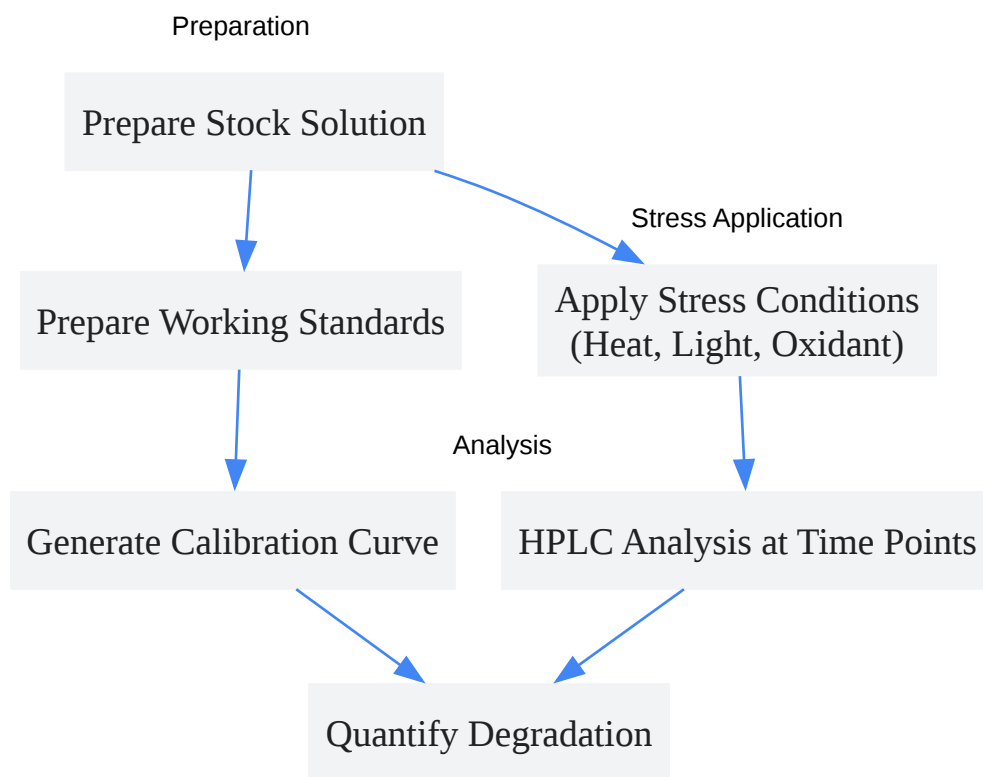 Preparation
Prepare Stock Solution
Stress Application
Prepare Working Standards
Apply Stress Conditions
(Heat, Light, Oxidant)
Analysis
Generate Calibration Curve
HPLC Analysis at Time Points
Quantify Degradation